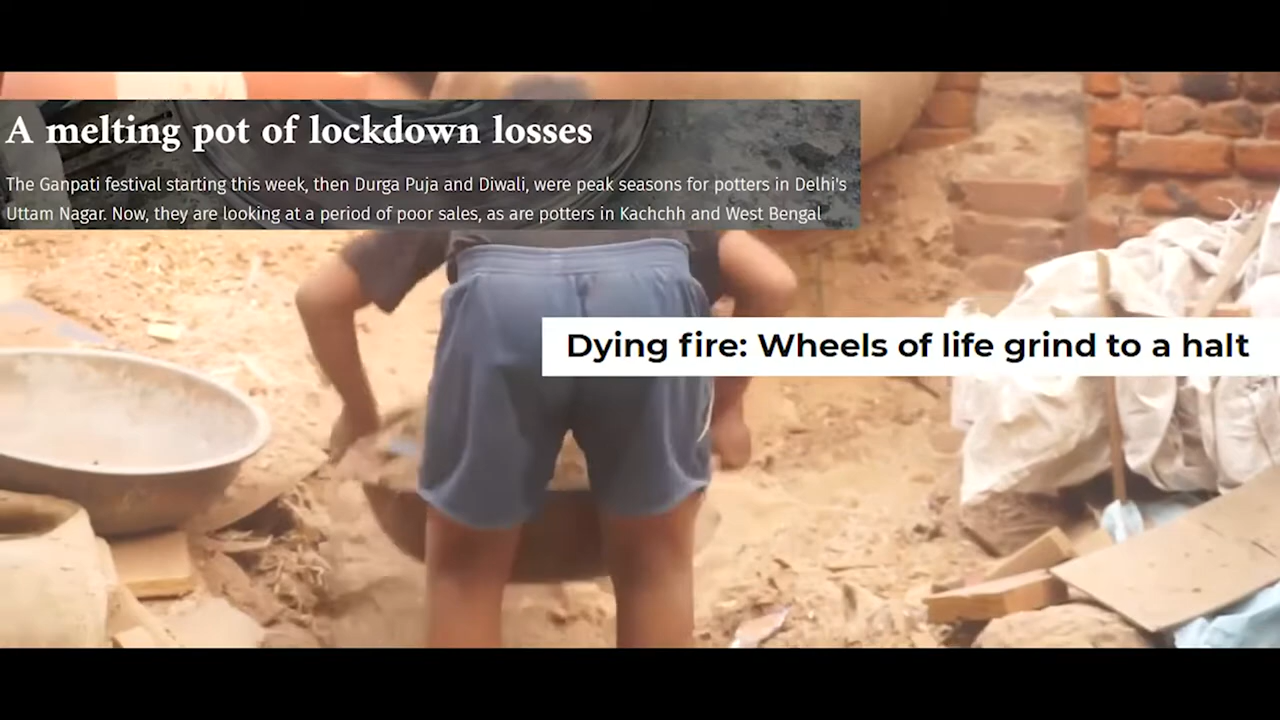 A melting pot of lockdown losses
The Ganpati festival starting this week, then Durga Puja and Diwali, were peak seasons for potters in Delhi's
Uttam Nagar. Now, they are looking at a period of poor sales, as are potters in Kachchh and West Bengal
Dying fire: Wheels of life grind to a halt